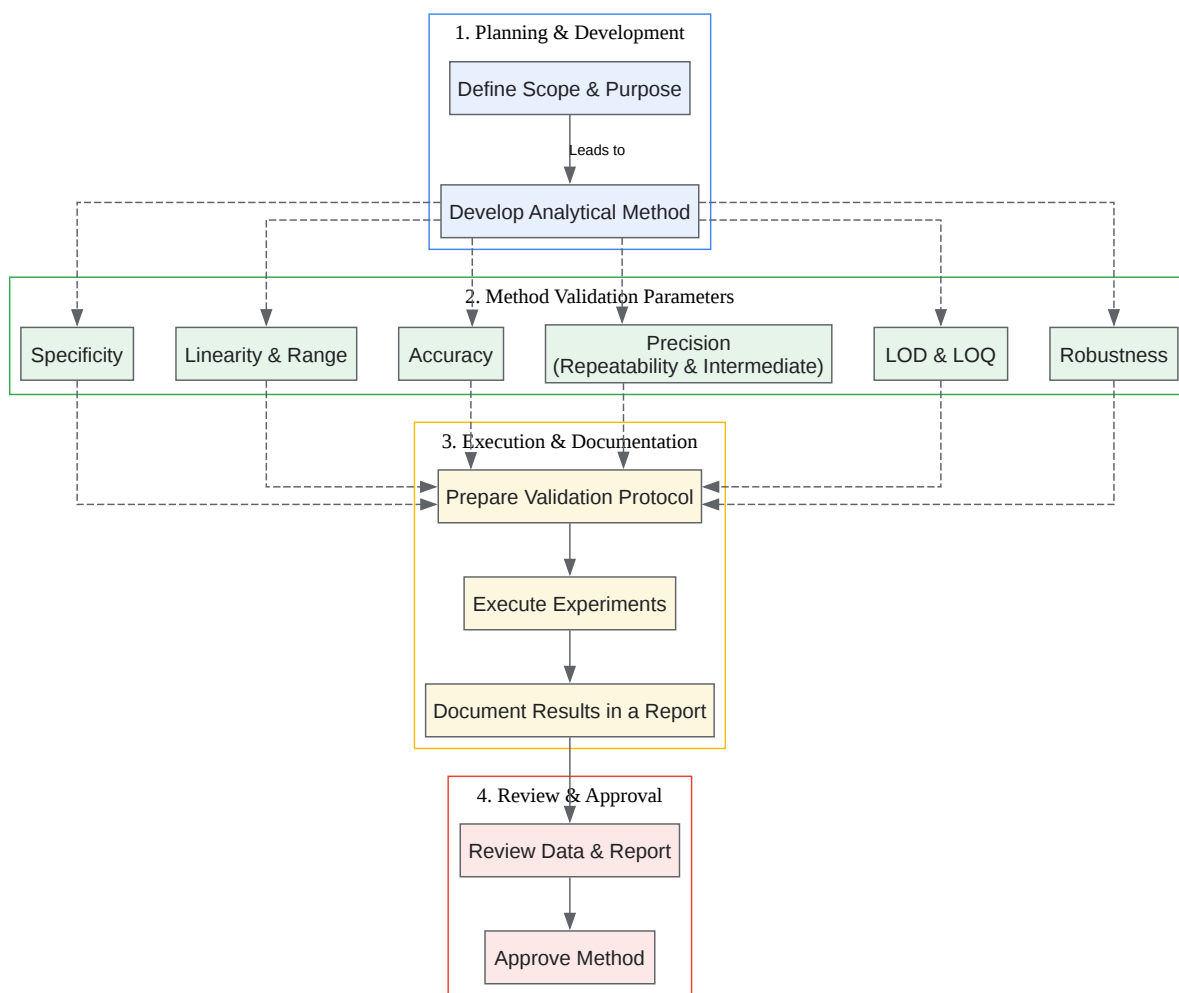 1. Planning & Development
Define Scope & Purpose
Leads to
Develop Analytical Method
2. Method Validation Parameters
Specificity
Linearity & Range
Accuracy
Precision
(Repeatability & Intermediate)
LOD & LOQ
Robustness
3. Execution & Documentation
Prepare Validation Protocol
Execute Experiments
Document Results in a Report
4. Review & Approval
Review Data & Report
Approve Method